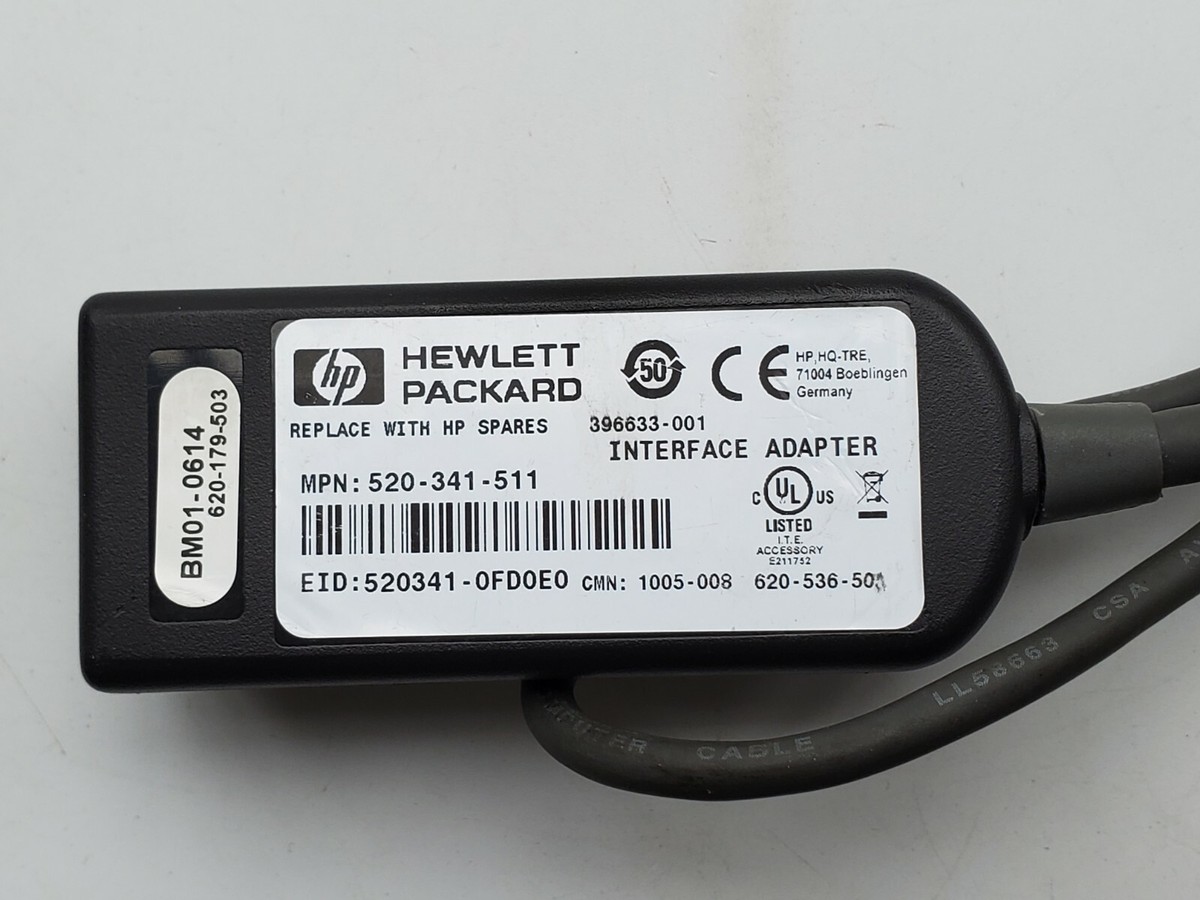 BM01-0614
620-179-503
hp
HEWLETT
PACKARD
50
CE
HP,HQ-TRE,
71004 Boeblingen
Germany
REPLACE WITH HP SPARES 396633-001
INTERFACE ADAPTER
MPN: 520-341-511
C UL US
LISTED
I.T.E.
ACCESSORY
E211752
EID:520341-0FD0E0 CMN: 1005-008
CABLE LL58663 CSA